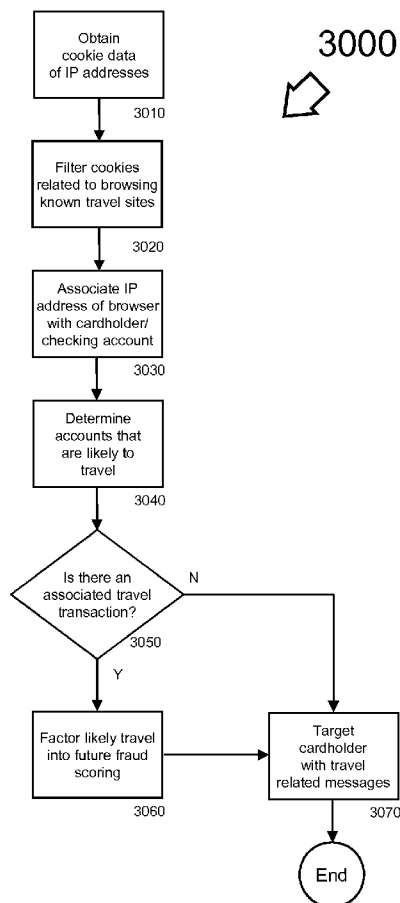 3000
Obtain
cookie data
of IP addresses
3010
Filter cookies
related to browsing
known travel sites
3020
Associate IP
address of browser
with cardholder/
checking account
3030
Determine
accounts that
are likely to
travel
3040
Is there an
associated travel
transaction?
3050
N
Y
Factor likely travel
into future fraud
scoring
3060
Target
cardholder
with travel
related messages
3070
End